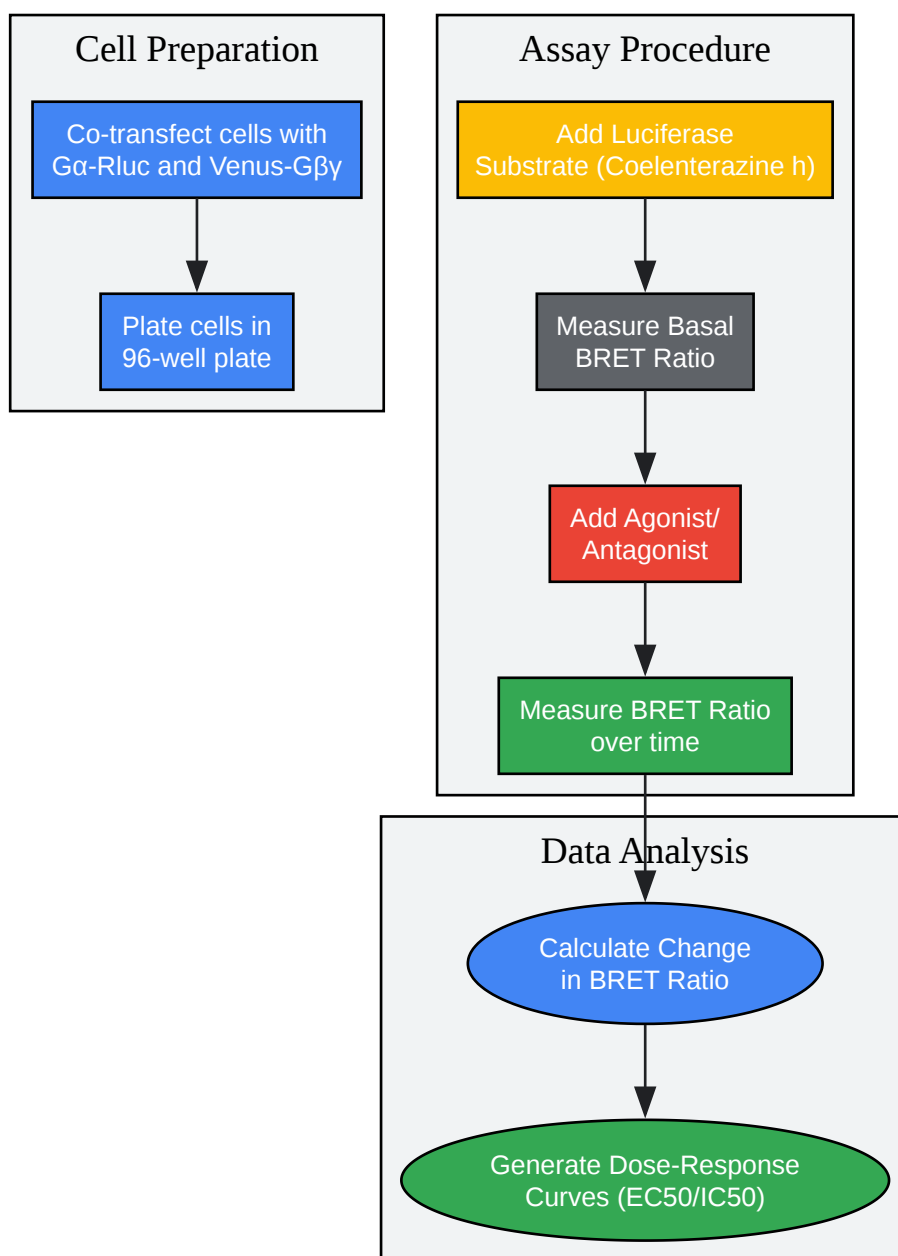 Cell Preparation
Co-transfect cells with
Gα-Rluc and Venus-Gβγ
Plate cells in
96-well plate
Assay Procedure
Add Luciferase
Substrate (Coelenterazine h)
Measure Basal
BRET Ratio
Add Agonist/
Antagonist
Measure BRET Ratio
over time
Data Analysis
Calculate Change
in BRET Ratio
Generate Dose-Response
Curves (EC50/IC50)